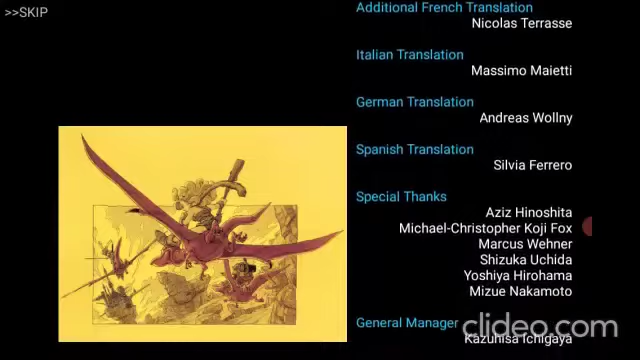 >>SKIP
Additional French Translation
Nicolas Terrasse
Italian Translation
Massimo Maietti
German Translation
Andreas Wollny
Spanish Translation
Silvia Ferrero
Special Thanks
Aziz Hinoshita
Michael-Christopher Koji Fox
Marcus Wehner
Shizuka Uchida
Yoshiya Hirohama
Mizue Nakamoto
General Manager
clideo.com
Kazuhisa Ichigaya